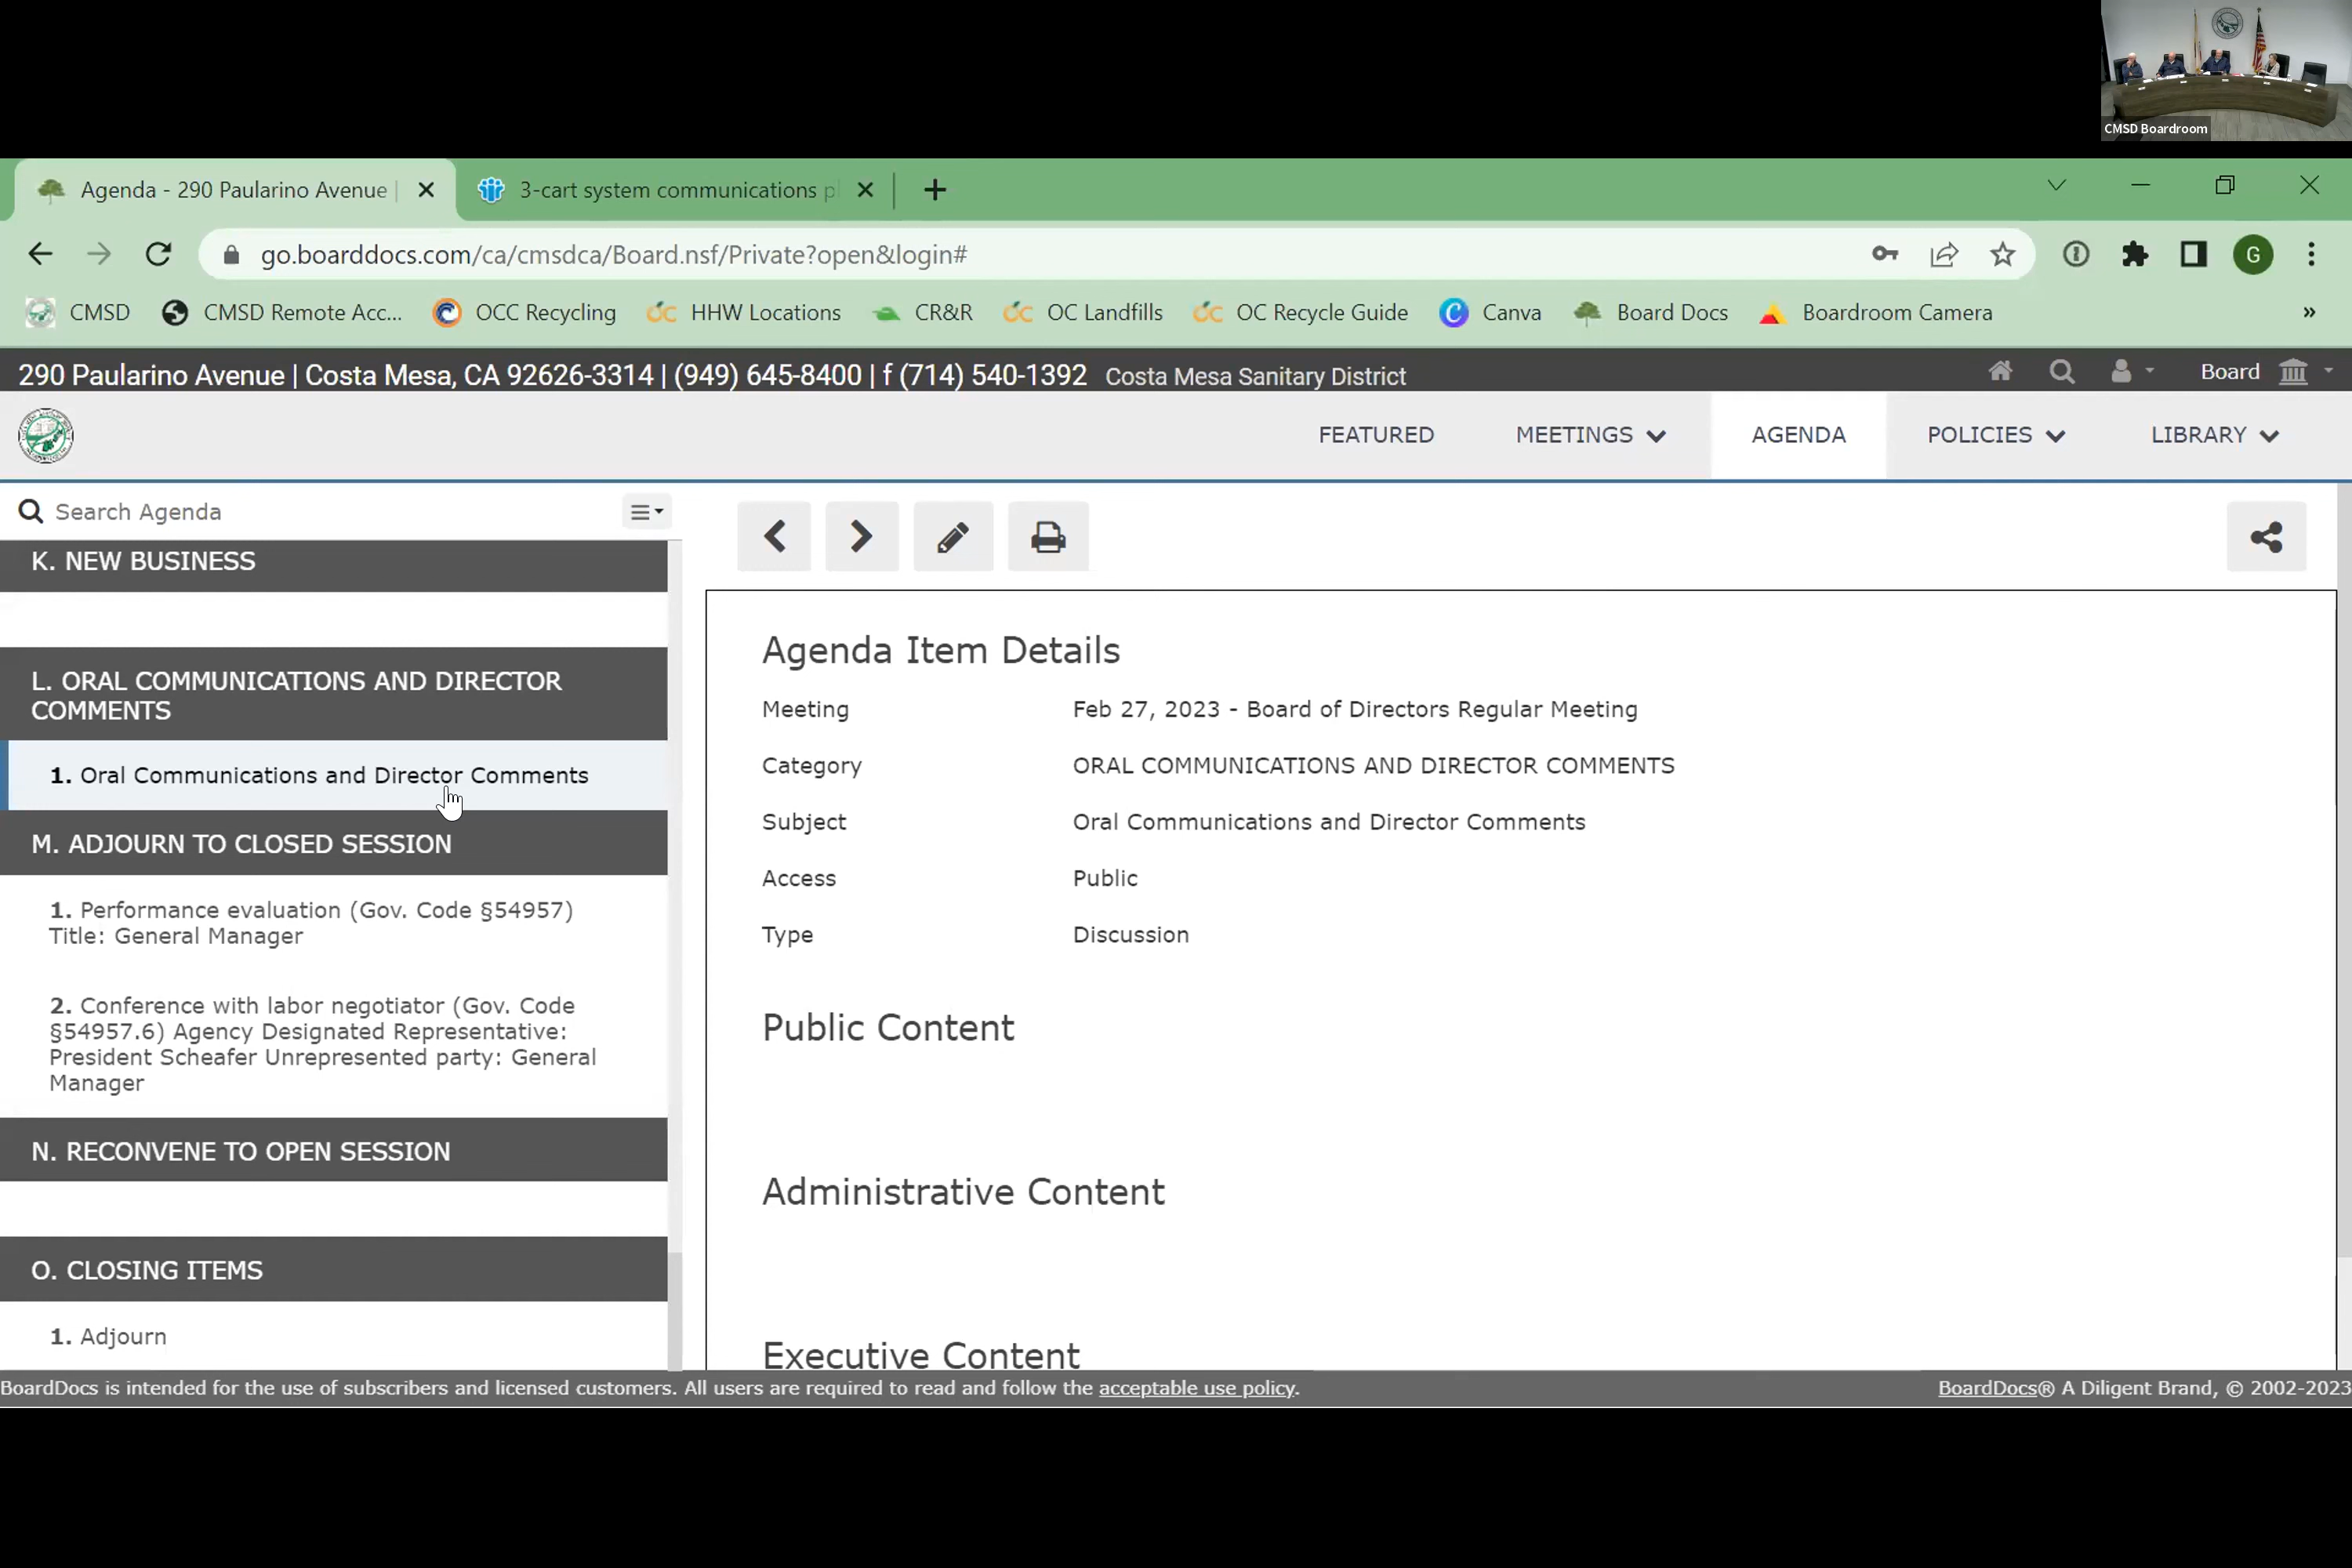 CMSD Boardroom
Agenda - 290 Paularino Avenue |
3-cart system communications p
go.boarddocs.com/ca/cmsdca/Board.nsf/Private?open&login#
G
CMSD
CMSD Remote Acc...
OCC Recycling
HHW Locations
CR&R
OC Landfills
OC Recycle Guide
Canva
Board Docs
Boardroom Camera
»
290 Paularino Avenue | Costa Mesa, CA 92626-3314 | (949) 645-8400 | f (714) 540-1392 Costa Mesa Sanitary District
Board
FEATURED
MEETINGS
AGENDA
POLICIES
LIBRARY
Search Agenda
K. NEW BUSINESS
L. ORAL COMMUNICATIONS AND DIRECTOR
COMMENTS
1. Oral Communications and Director Comments
M. ADJOURN TO CLOSED SESSION
1. Performance evaluation (Gov. Code §54957)
Title: General Manager
2. Conference with labor negotiator (Gov. Code
§54957.6) Agency Designated Representative:
President Scheafer Unrepresented party: General
Manager
N. RECONVENE TO OPEN SESSION
O. CLOSING ITEMS
1. Adjourn
Agenda Item Details
Meeting Feb 27, 2023 - Board of Directors Regular Meeting
Category ORAL COMMUNICATIONS AND DIRECTOR COMMENTS
Subject Oral Communications and Director Comments
Access Public
Type Discussion
Public Content
Administrative Content
Executive Content
BoardDocs is intended for the use of subscribers and licensed customers. All users are required to read and follow the acceptable use policy.
BoardDocs® A Diligent Brand, © 2002-2023